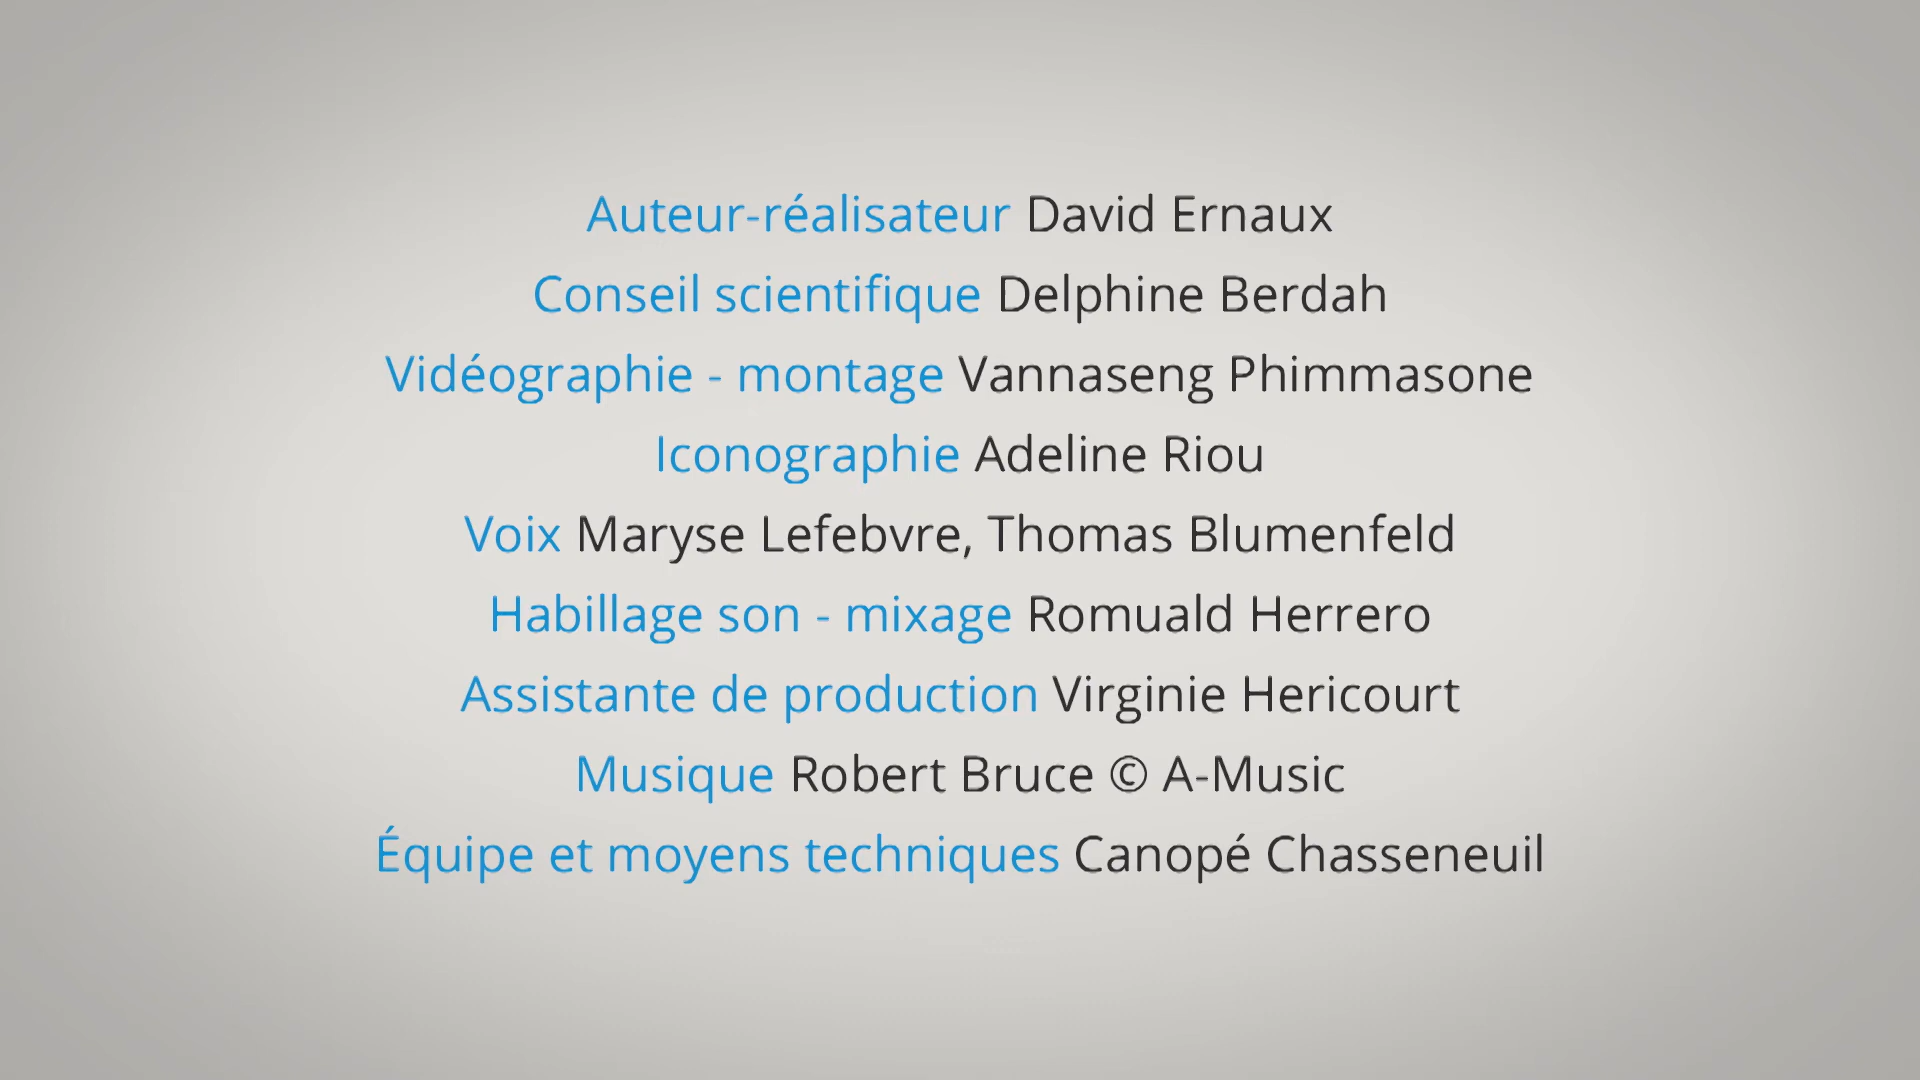 Auteur-réalisateur David Ernaux
Conseil scientifique Delphine Berdah
Vidéographie - montage Vannaseng Phimmasone
Iconographie Adeline Riou
Voix Maryse Lefebvre, Thomas Blumenfeld
Habillage son - mixage Romuald Herrero
Assistante de production Virginie Hericourt
Musique Robert Bruce © A-Music
Équipe et moyens techniques Canopé Chasseneuil